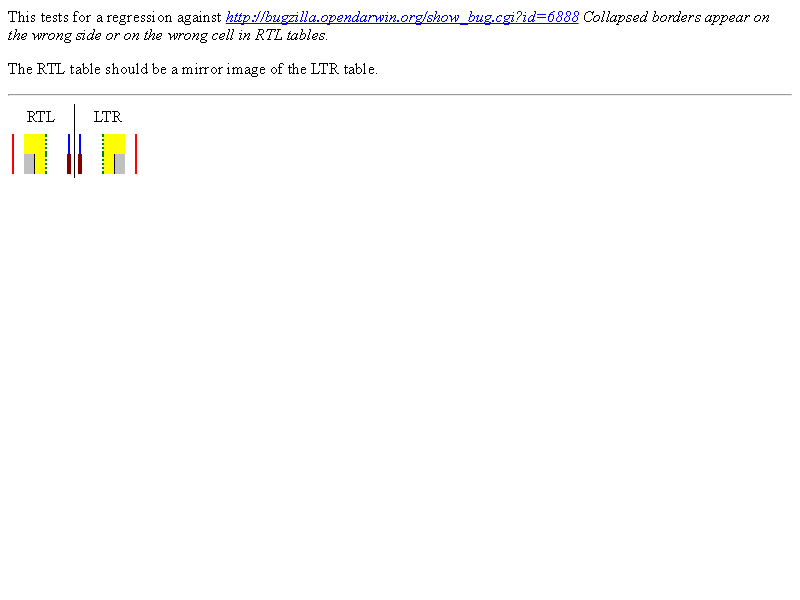 This tests for a regression against http://bugzilla.opendarwin.org/show_bug.cgi?id=6888 Collapsed borders appear on
the wrong side or on the wrong cell in RTL tables.
The RTL table should be a mirror image of the LTR table.
RTL LTR